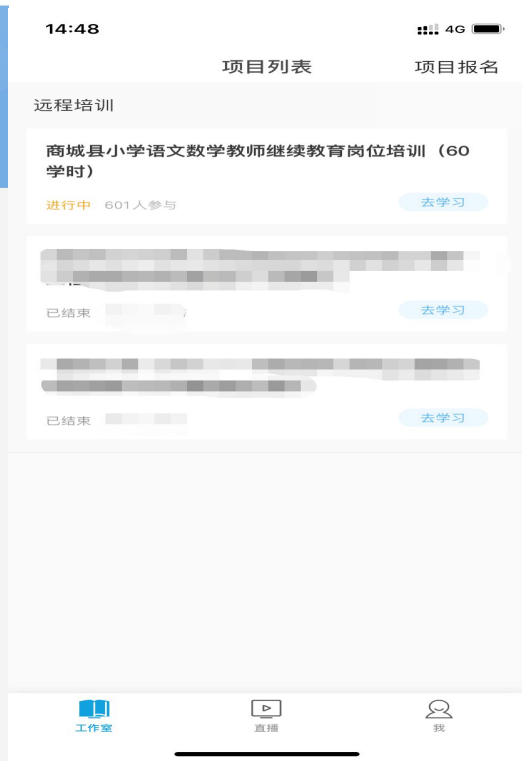 14:48 4G
项目列表 项目报名
远程培训
商城县小学语文数学教师继续教育岗位培训（60
学时）
进行中 601人参与 去学习
已结束 去学习
已结束 去学习
工作室 直播 我